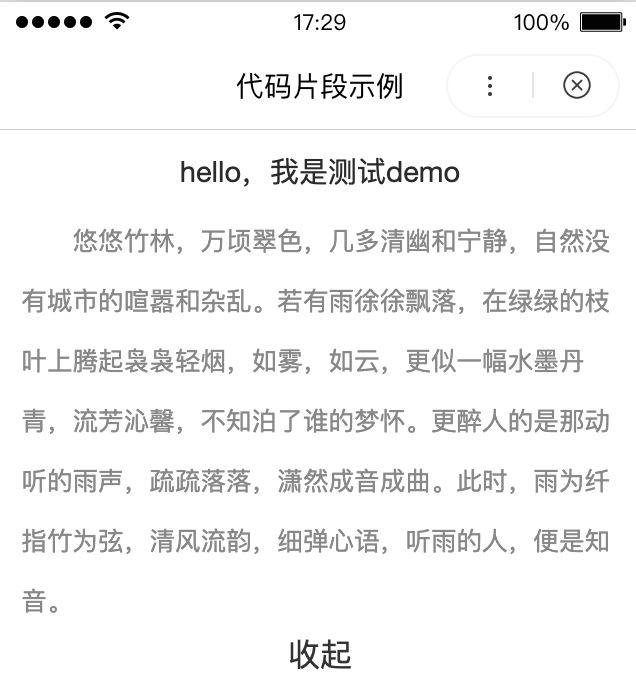 17:29
100%
代码片段示例
hello，我是测试demo
悠悠竹林，万顷翠色，几多清幽和宁静，自然没
有城市的喧嚣和杂乱。若有雨徐徐飘落，在绿绿的枝
叶上腾起袅袅轻烟，如雾，如云，更似一幅水墨丹
青，流芳沁馨，不知泊了谁的梦怀。更醉人的是那动
听的雨声，疏疏落落，潇然成音成曲。此时，雨为纤
指竹为弦，清风流韵，细弹心语，听雨的人，便是知
音。
收起